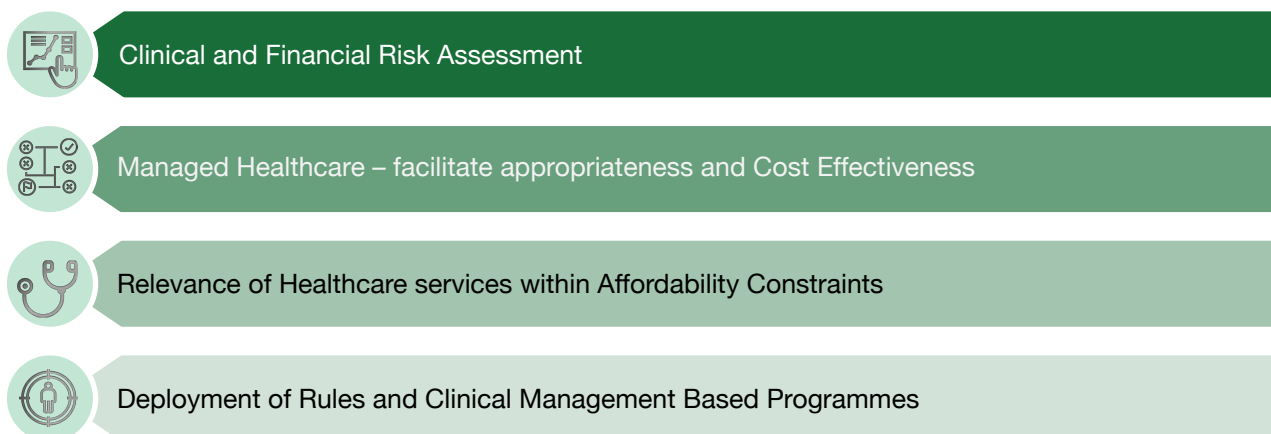 Clinical and Financial Risk Assessment
Managed Healthcare – facilitate appropriateness and Cost Effectiveness
Relevance of Healthcare services within Affordability Constraints
Deployment of Rules and Clinical Management Based Programmes